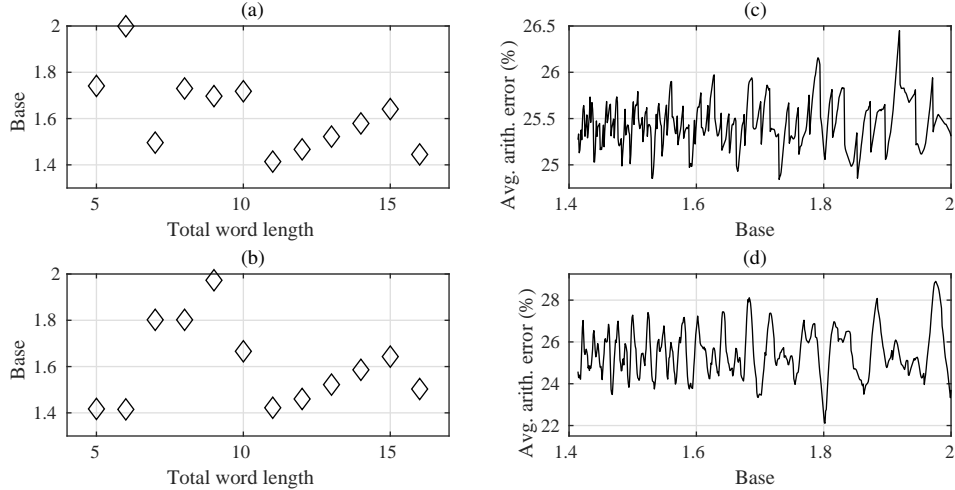 (a)
2
1.8
1.6
1.4
Base
5
10
15
Total word length
(c)
26.5
26
25.5
25
Avg. arith. error (%)
1.4
1.6
1.8
2
Base
(b)
2
1.8
1.6
1.4
Base
5
10
15
Total word length
(d)
28
26
24
22
Avg. arith. error (%)
1.4
1.6
1.8
2
Base